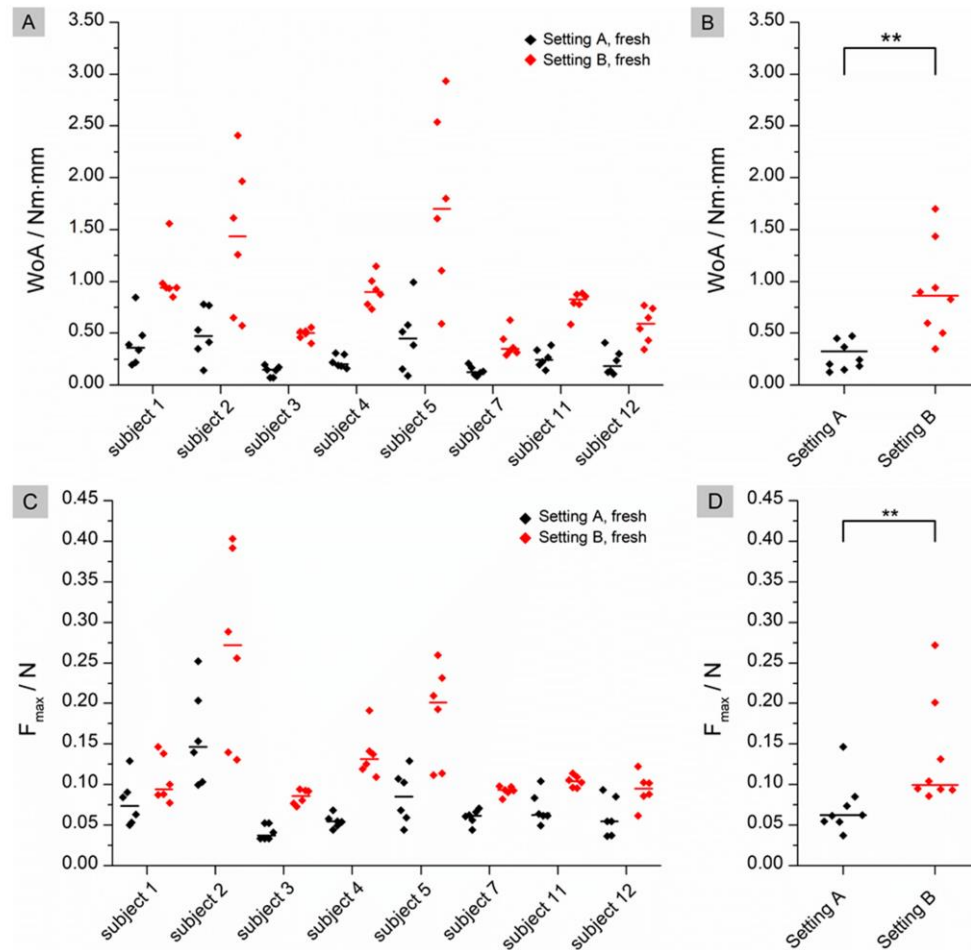 A
3.50
3.00
2.50
2.00
1.50
1.00
0.50
0.00
WoA / Nm·mm
Setting A, fresh
Setting B, fresh
subject 1
subject 2
subject 3
subject 4
subject 5
subject 7
subject 11
subject 12
B
3.50
3.00
2.50
2.00
1.50
1.00
0.50
0.00
WoA / Nm·mm
**
Setting A
Setting B
C
0.45
0.40
0.35
0.30
0.25
0.20
0.15
0.10
0.05
0.00
Fmax / N
Setting A, fresh
Setting B, fresh
subject 1
subject 2
subject 3
subject 4
subject 5
subject 7
subject 11
subject 12
D
0.45
0.40
0.35
0.30
0.25
0.20
0.15
0.10
0.05
0.00
Fmax / N
**
Setting A
Setting B